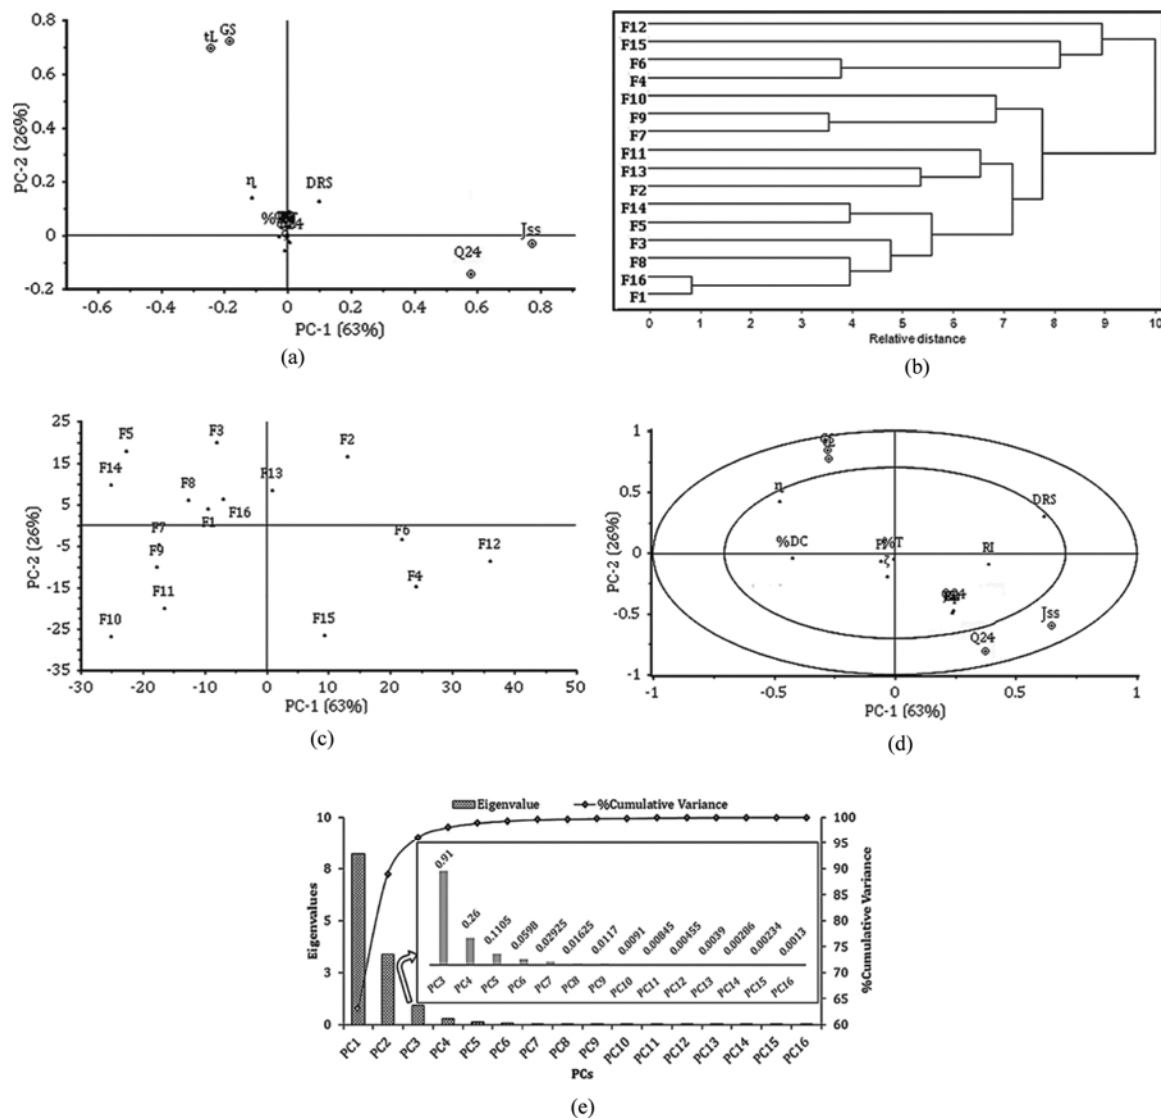 0.8
0.6
0.4
0.2
0
-0.2
PC-2 (26%)
tL GS
η DRS
Jss
Q24
-0.6 -0.4 -0.2 0 0.2 0.4 0.6 0.8
PC-1 (63%)
(a)
F12
F15
F6
F4
F10
F9
F7
F11
F13
F2
F14
F5
F3
F8
F16
F1
0 1 2 3 4 5 6 7 8 9 10
Relative distance
(b)
25
15
5
-5
-15
-25
-35
PC-2 (26%)
F5 F3 F2
F14 F13
F8
F1 F16
F7
F9
F6 F12
F4
F11
F10 F15
-30 -20 -10 0 10 20 30 40 50
PC-1 (63%)
(c)
1
0.5
0
-0.5
-1
PC-2 (26%)
η
DRS
%DC %T RI
ζ
Jss
Q24
-1 -0.5 0 0.5 1
PC-1 (63%)
(d)
Eigenvalue %Cumulative Variance
10
8
5
3
0
Eigenvalues
100
95
90
85
80
75
70
65
60
%Cumulative Variance
0.91 0.26 0.1105 0.0598 0.02925 0.01625 0.0117 0.0091 0.00845 0.00455 0.0039 0.00286 0.00234 0.0013
PC3 PC4 PC5 PC6 PC7 PC8 PC9 PC10 PC11 PC12 PC13 PC14 PC15 PC16
PC1 PC2 PC3 PC4 PC5 PC6 PC7 PC8 PC9 PC10 PC11 PC12 PC13 PC14 PC15 PC16
PCs
(e)